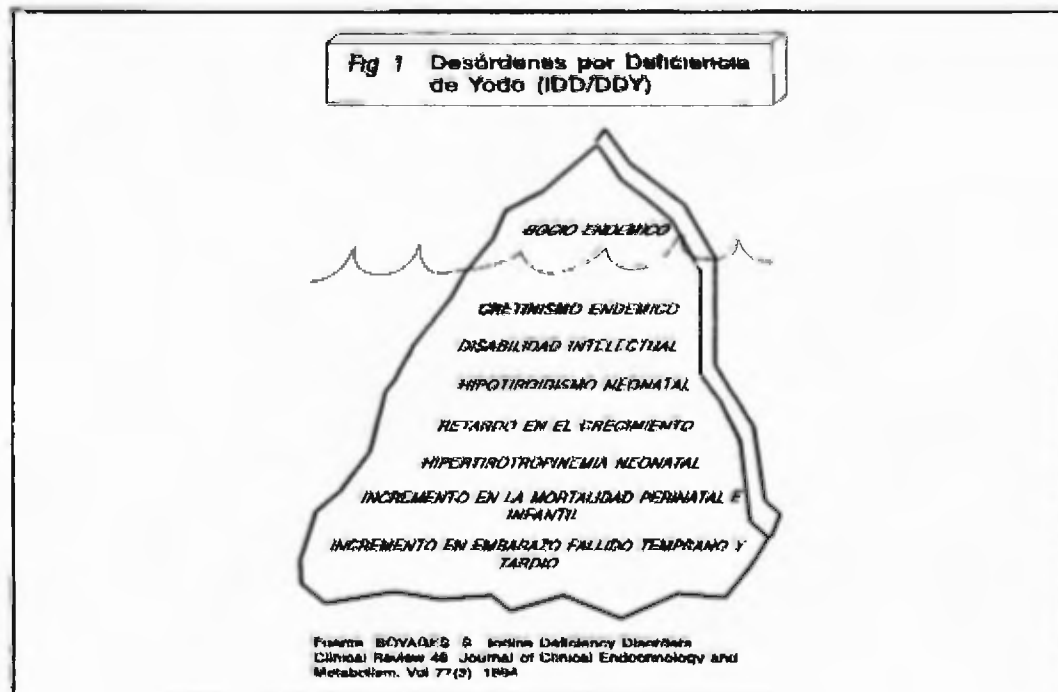 Fig 1 Desórdenes por Deficiencia
de Yodo (IDD/DDY)
BOCIO ENDEMICO
CRETINISMO ENDEMICO
DISABILIDAD INTELECTUAL
HIPOTIROIDISMO NEONATAL
RETARDO EN EL CRECIMIENTO
HIPERTIROTROPINEMIA NEONATAL
INCREMENTO EN LA MORTALIDAD PERINATAL E
INFANTIL
INCREMENTO EN EMBARAZO FALLIDO TEMPRANO Y
TARDIO
Fuente BOYAGES S Iodine Deficiency Disorders
Clinical Review 49 Journal of Clinical Endocrinology and
Metabolism. Vol 77(3) 1994